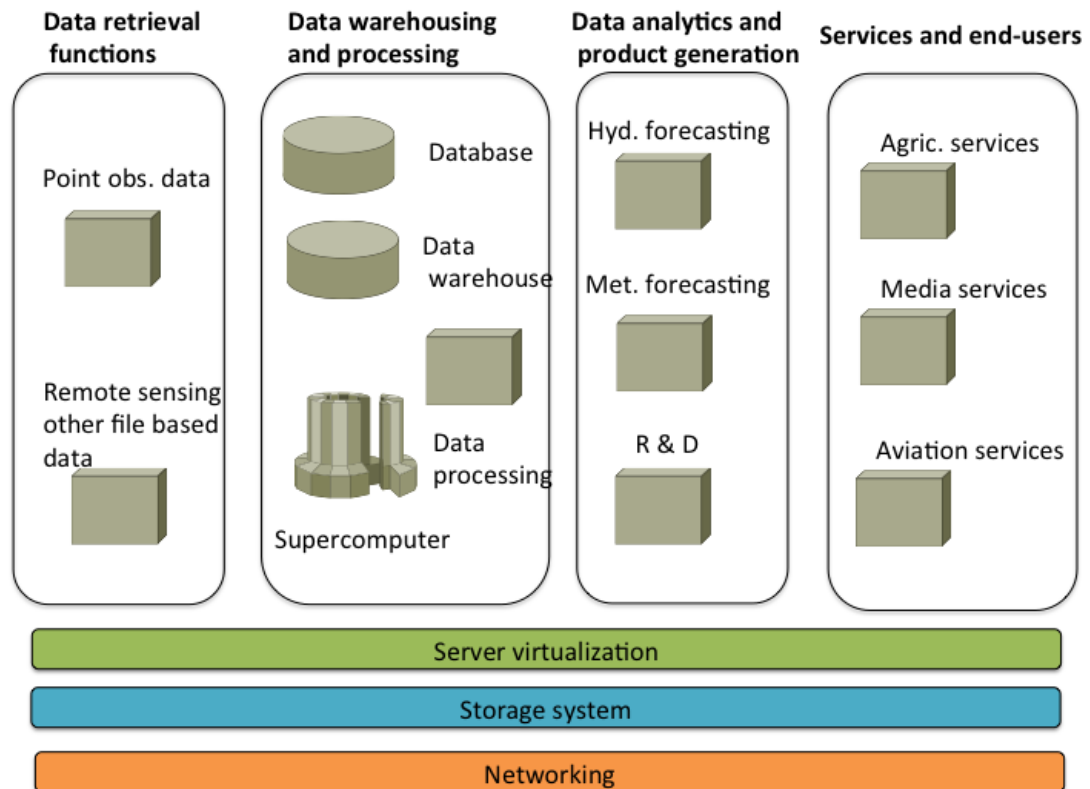 Data retrieval
functions
Data warehousing
and processing
Data analytics and
product generation
Services and end-users
Point obs. data
Remote sensing
other file based
data
Database
Data
warehouse
Data
processing
Supercomputer
Hyd. forecasting
Met. forecasting
R & D
Agric. services
Media services
Aviation services
Server virtualization
Storage system
Networking